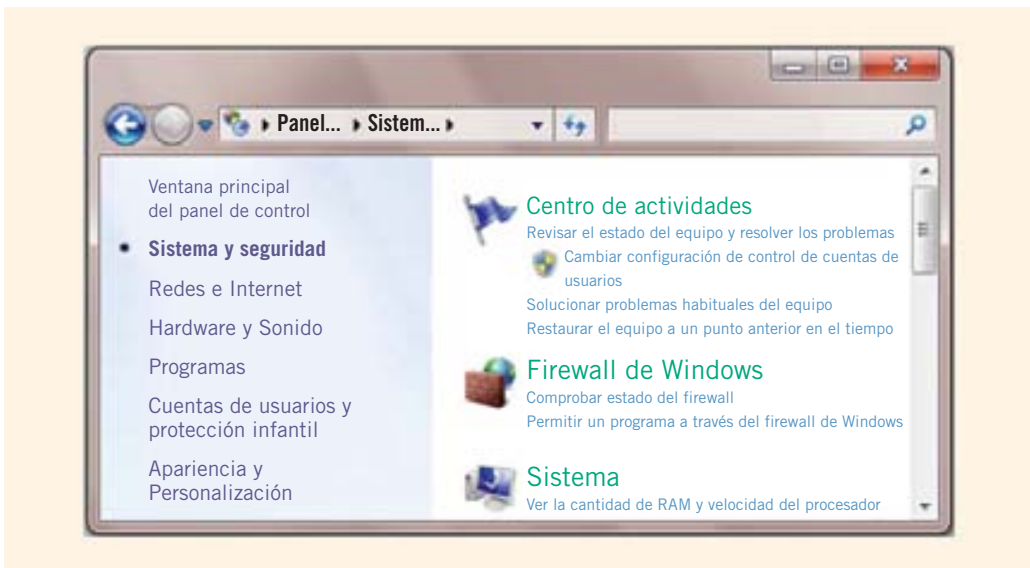 Panel... Sistem...
Ventana principal
del panel de control
Sistema y seguridad
Redes e Internet
Hardware y Sonido
Programas
Cuentas de usuarios y
protección infantil
Apariencia y
Personalización
Centro de actividades
Revisar el estado del equipo y resolver los problemas
Cambiar configuración de control de cuentas de
usuarios
Solucionar problemas habituales del equipo
Restaurar el equipo a un punto anterior en el tiempo
Firewall de Windows
Comprobar estado del firewall
Permitir un programa a través del firewall de Windows
Sistema
Ver la cantidad de RAM y velocidad del procesador